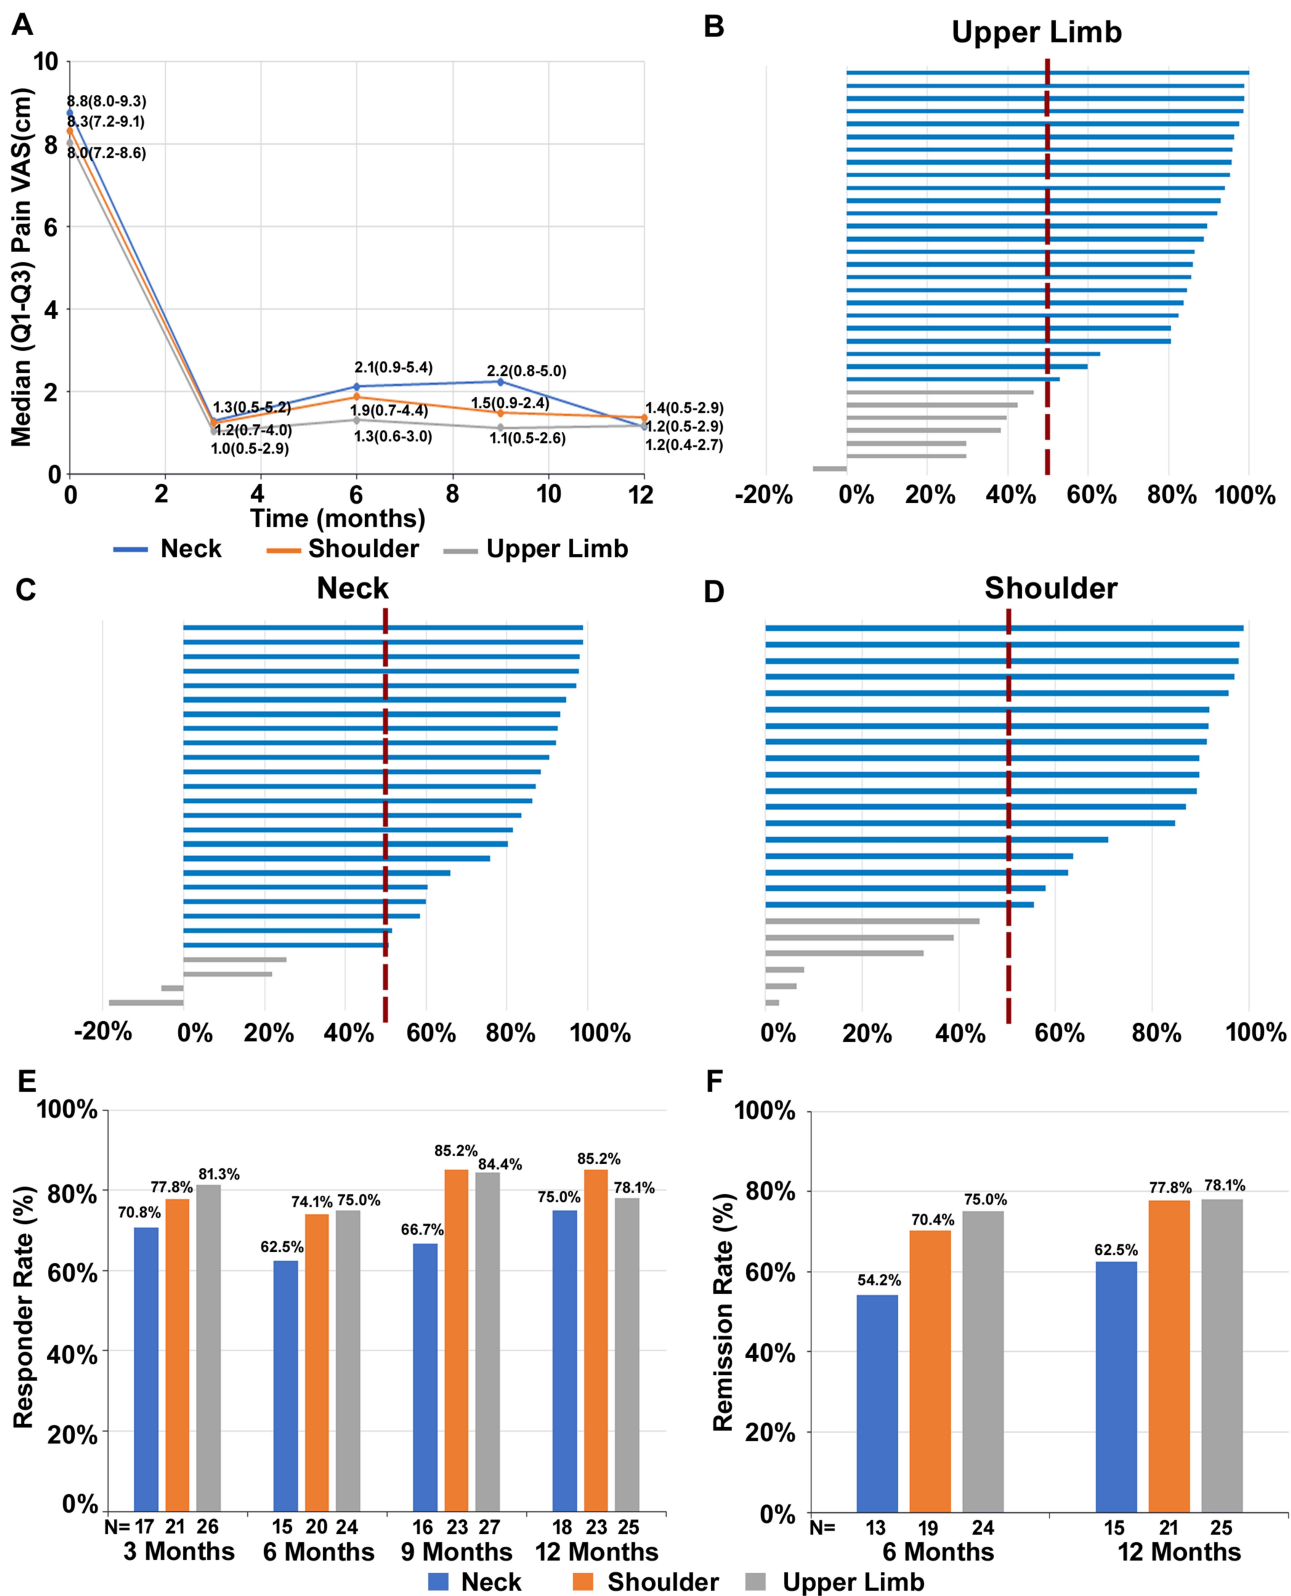 A
Median (Q1-Q3) Pain VAS(cm)
10
8
6
4
2
0
8.8(8.0-9.3)
8.3(7.2-9.1)
8.0(7.2-8.6)
1.3(0.5-5.2)
1.2(0.7-4.0)
1.0(0.5-2.9)
2.1(0.9-5.4)
1.9(0.7-4.4)
1.3(0.6-3.0)
2.2(0.8-5.0)
1.5(0.9-2.4)
1.1(0.5-2.6)
1.4(0.5-2.9)
1.2(0.5-2.9)
1.2(0.4-2.7)
0 2 4 6 8 10 12
Time (months)
Neck Shoulder Upper Limb
B
Upper Limb
-20% 0% 20% 40% 60% 80% 100%
C
Neck
-20% 0% 20% 40% 60% 80% 100%
D
Shoulder
0% 20% 40% 60% 80% 100%
E
Responder Rate (%)
100%
80%
60%
40%
20%
0%
70.8% 77.8% 81.3%
62.5% 74.1% 75.0%
66.7% 85.2% 84.4%
75.0% 85.2% 78.1%
N= 17 21 26 15 20 24 16 23 27 18 23 25
3 Months 6 Months 9 Months 12 Months
F
Remission Rate (%)
100%
80%
60%
40%
20%
0%
54.2% 70.4% 75.0%
62.5% 77.8% 78.1%
N= 13 19 24 15 21 25
6 Months 12 Months
Neck Shoulder Upper Limb